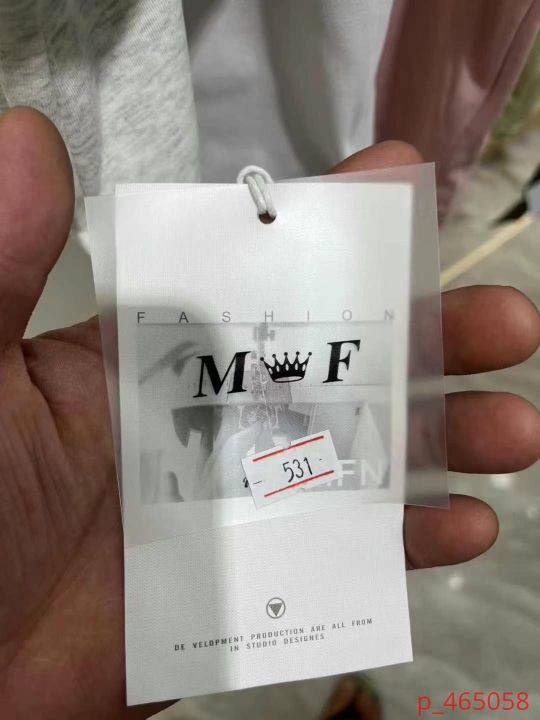 FASHION
M F
- 531 -
DE VELOPMENT PRODUCTION ARE ALL FROM
IN STUDIO DESIGNES
p_465058